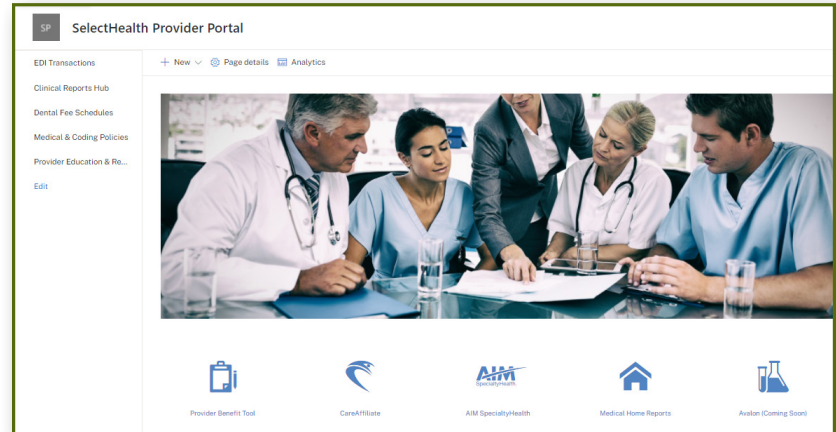 SP SelectHealth Provider Portal
EDI Transactions
Clinical Reports Hub
Dental Fee Schedules
Medical & Coding Policies
Provider Education & Re...
Edit
New Page details Analytics
AIM
SpecialtyHealth
Provider Benefit Tool
CareAffiliate
AIM SpecialtyHealth
Medical Home Reports
Avalon (Coming Soon)